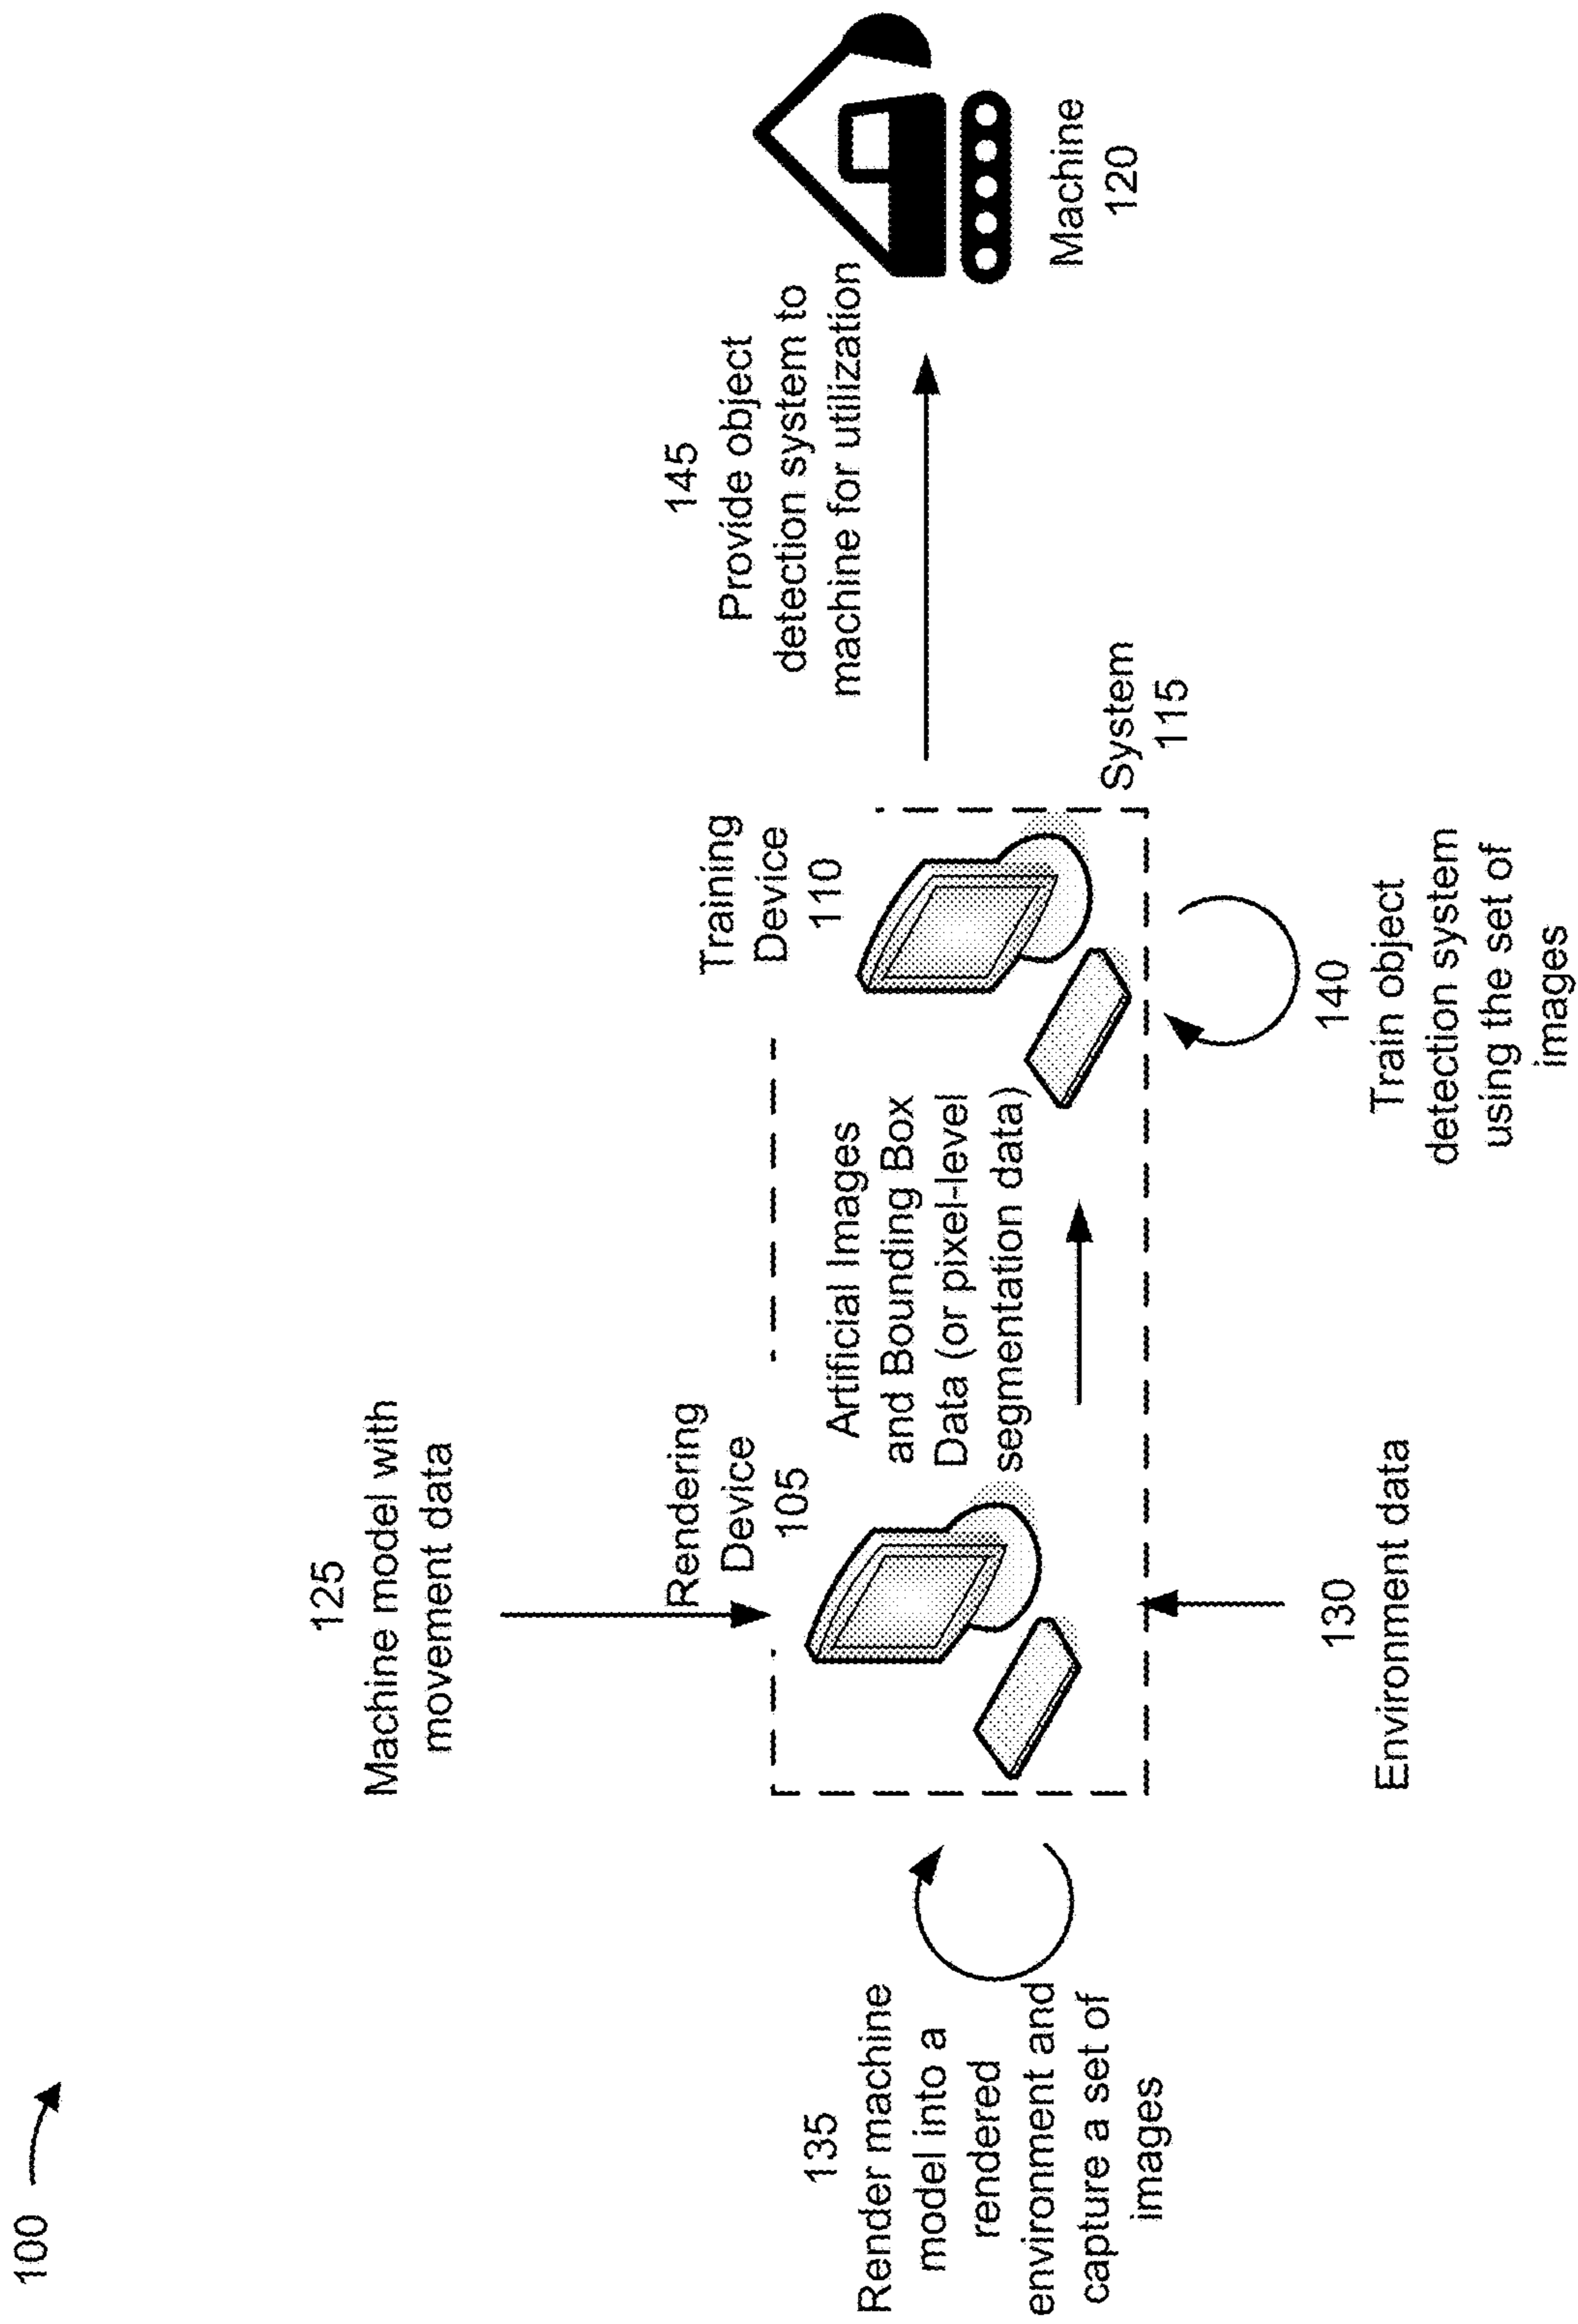 100
125
Machine model with
movement data
Rendering
Device
105
Training
Device
110
145
Provide object
detection system to
machine for utilization
135
Render machine
model into a
rendered
environment and
capture a set of
images
Artificial Images
and Bounding Box
Data (or pixel-level
segmentation data)
System
115
Machine
120
130
Environment data
140
Train object
detection system
using the set of
images